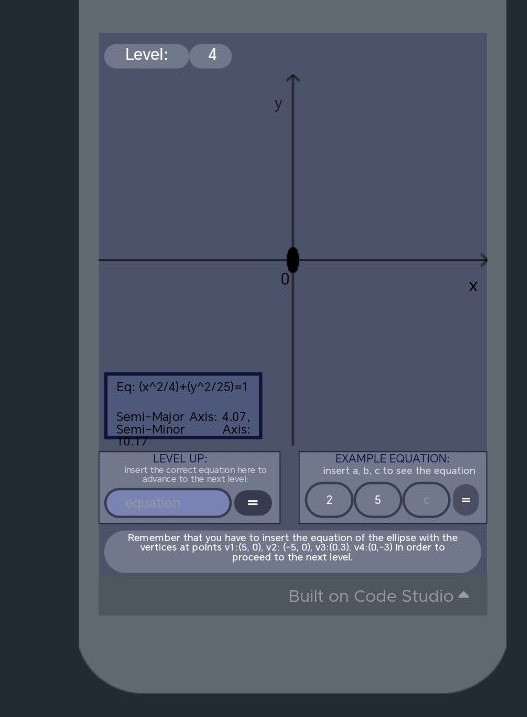 Level: 4
y
0
x
Eq: (x^2/4)+(y^2/25)=1
Semi-Major Axis: 4.07,
Semi-Minor Axis:
10.17
LEVEL UP:
Insert the correct equation here to
advance to the next level:
equation
=
EXAMPLE EQUATION:
insert a, b, c to see the equation
2
5
c
=
Remember that you have to insert the equation of the ellipse with the
vertices at points v1:(5, 0), v2: (-5, 0), v3:(0.3), v4:(0,-3) In order to
proceed to the next level.
Built on Code Studio